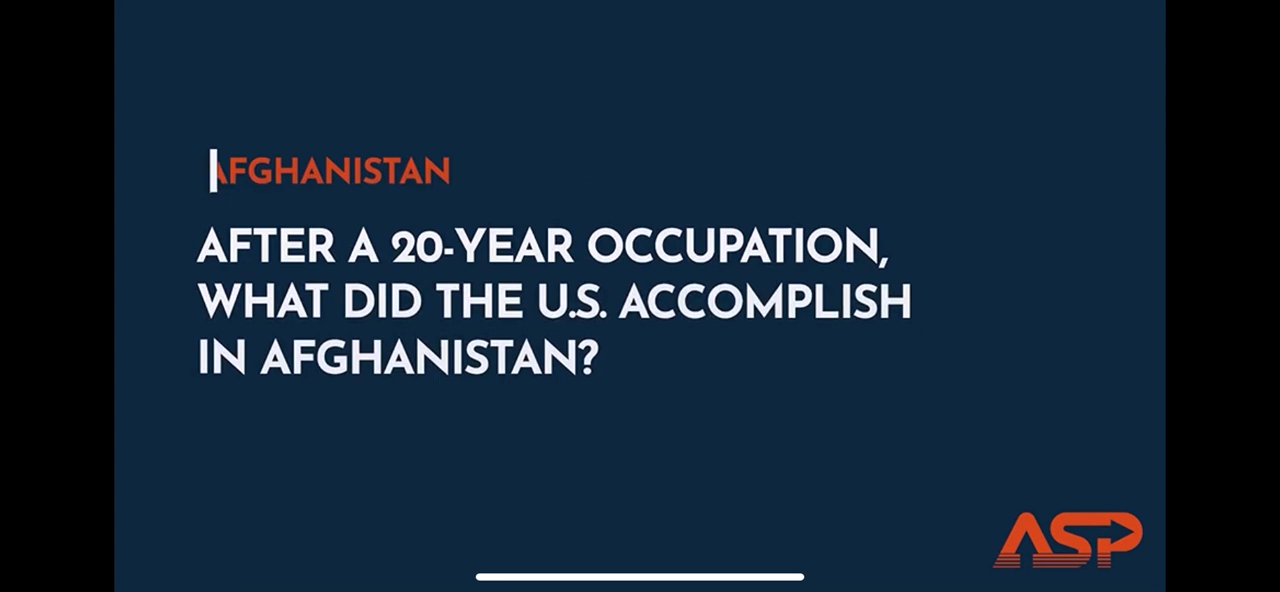 AFGHANISTAN
AFTER A 20-YEAR OCCUPATION,
WHAT DID THE U.S. ACCOMPLISH
IN AFGHANISTAN?
ASP